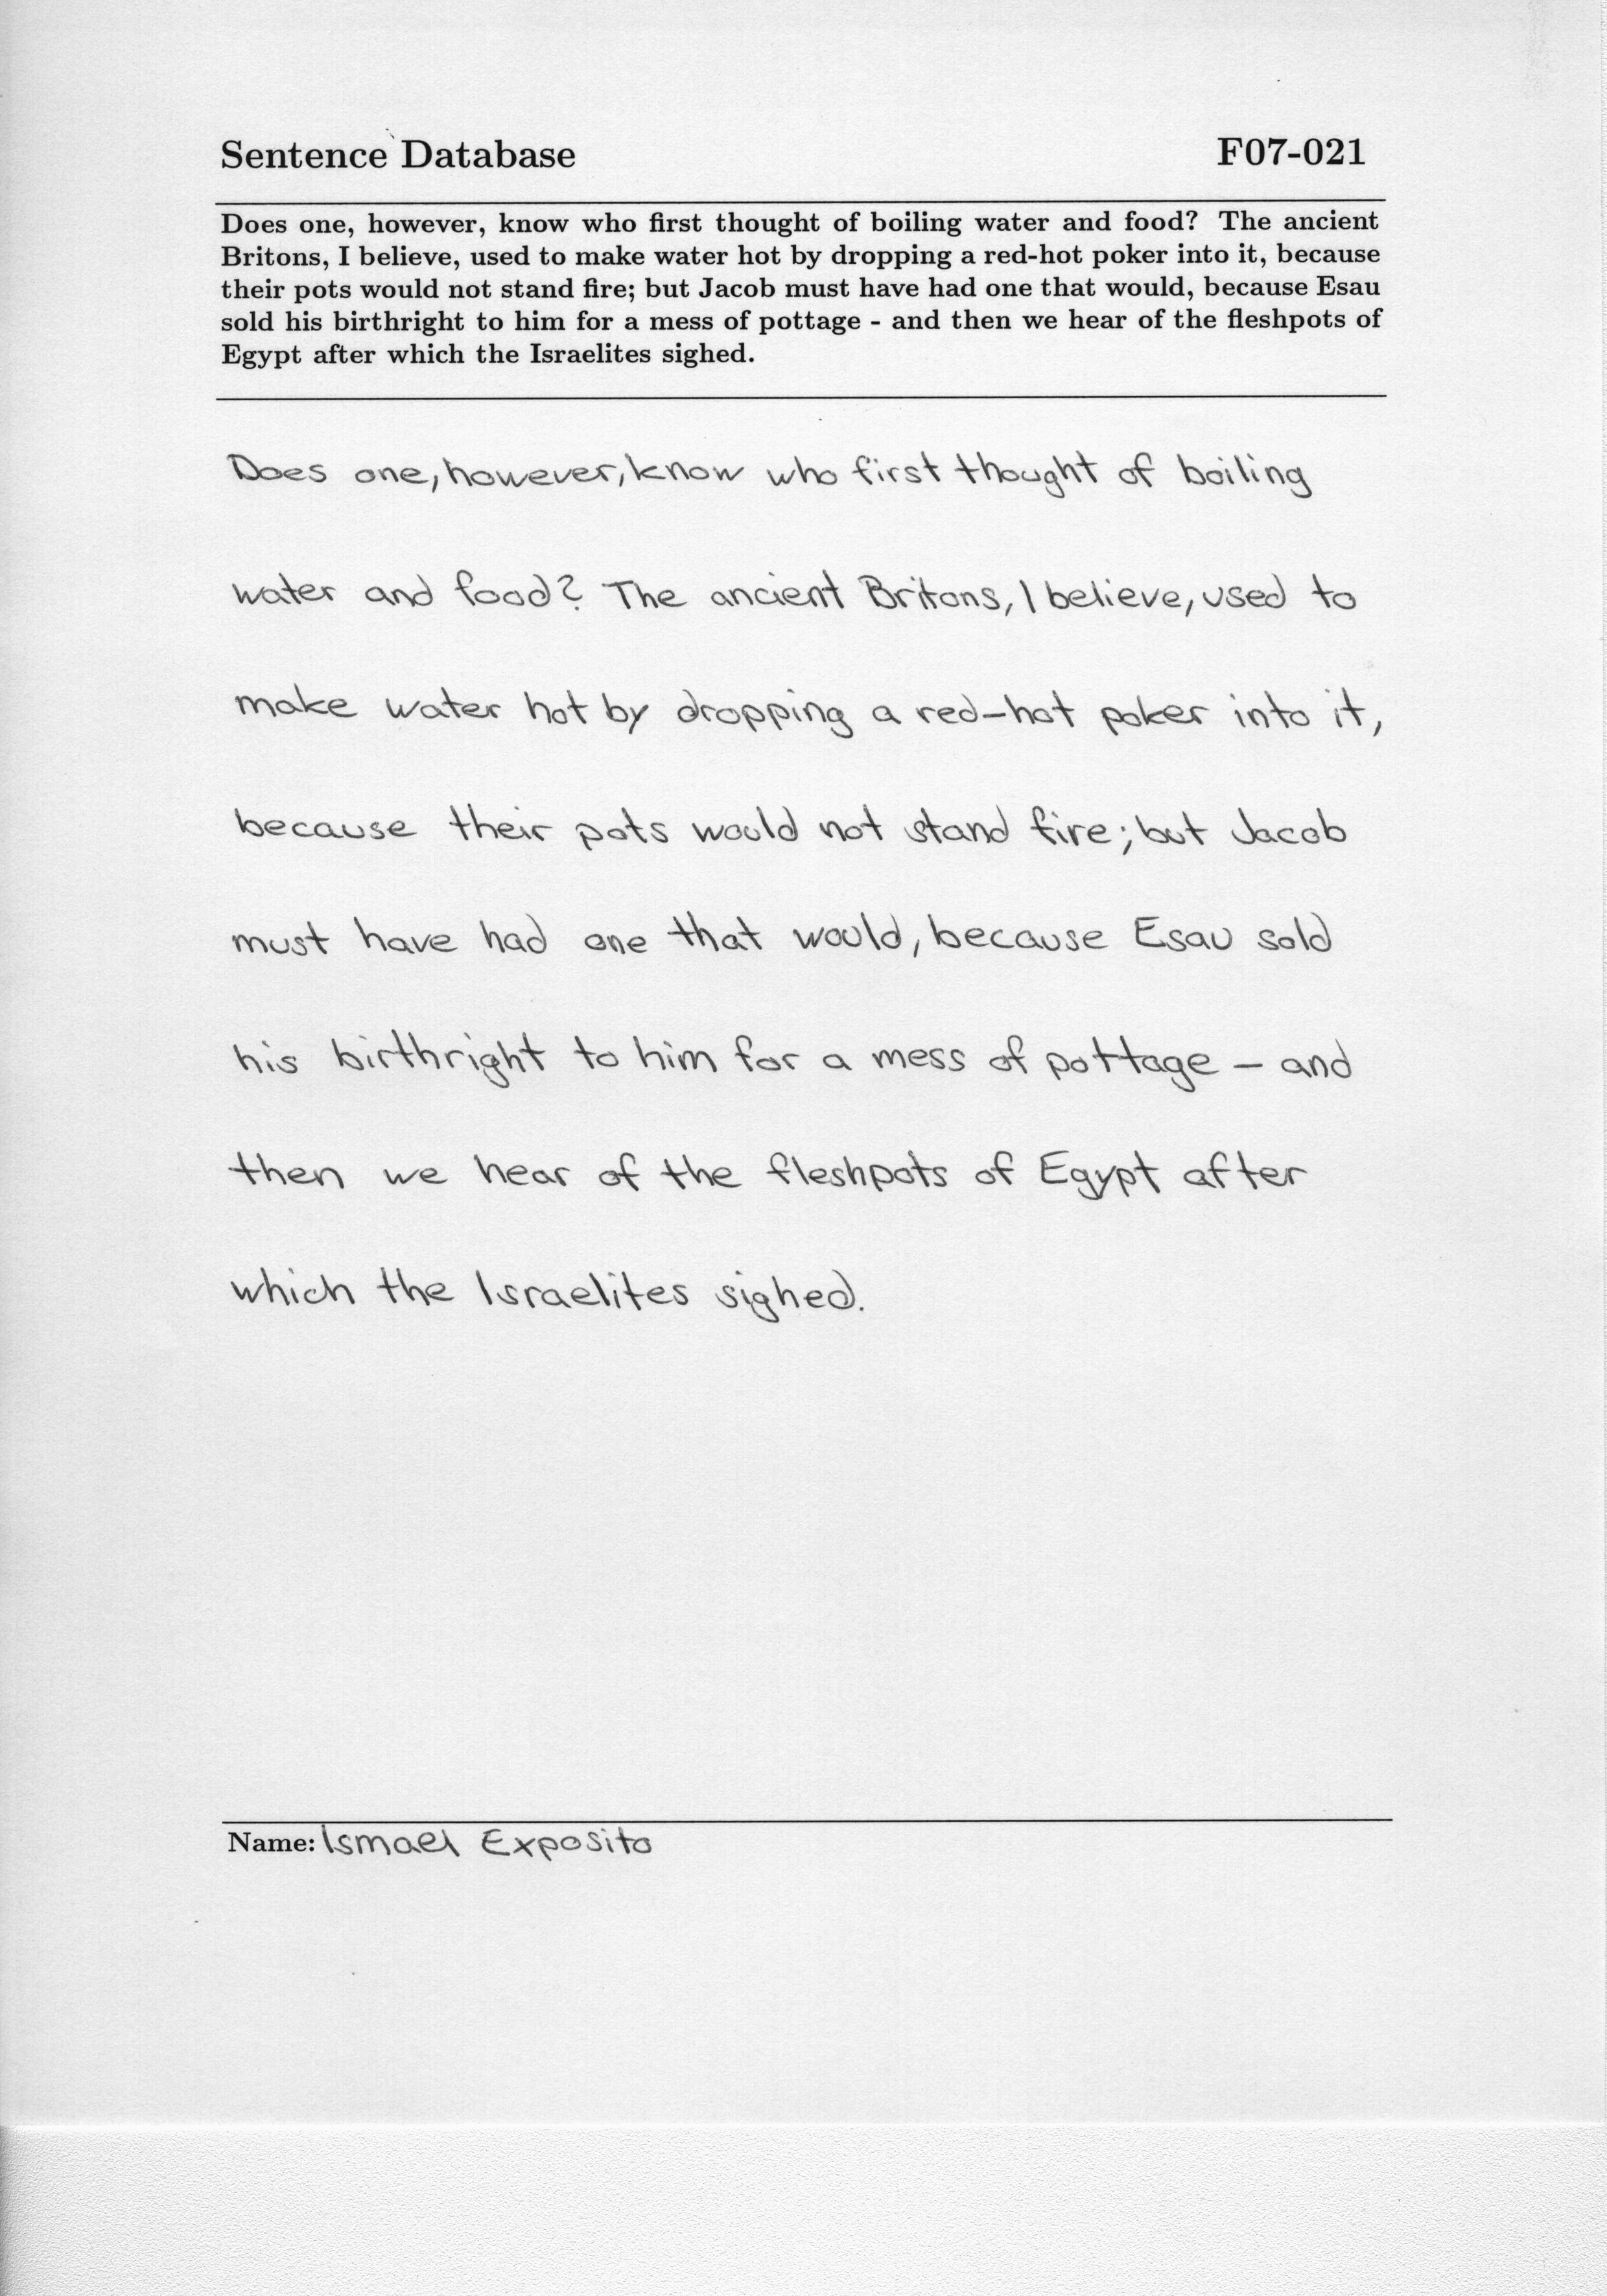 Sentence Database F07-021
Does one, however, know who first thought of boiling water and food? The ancient
Britons, I believe, used to make water hot by dropping a red-hot poker into it, because
their pots would not stand fire; but Jacob must have had one that would, because Esau
sold his birthright to him for a mess of pottage - and then we hear of the fleshpots of
Egypt after which the Israelites sighed.
Does one, however, know who first thought of boiling
water and food? The ancient Britons, I believe, used to
make water hot by dropping a red-hot poker into it,
because their pots would not stand fire; but Jacob
must have had one that would, because Esau sold
his birthright to him for a mess of pottage - and
then we hear of the fleshpots of Egypt after
which the Israelites sighed.
Name: Ismael Exposito